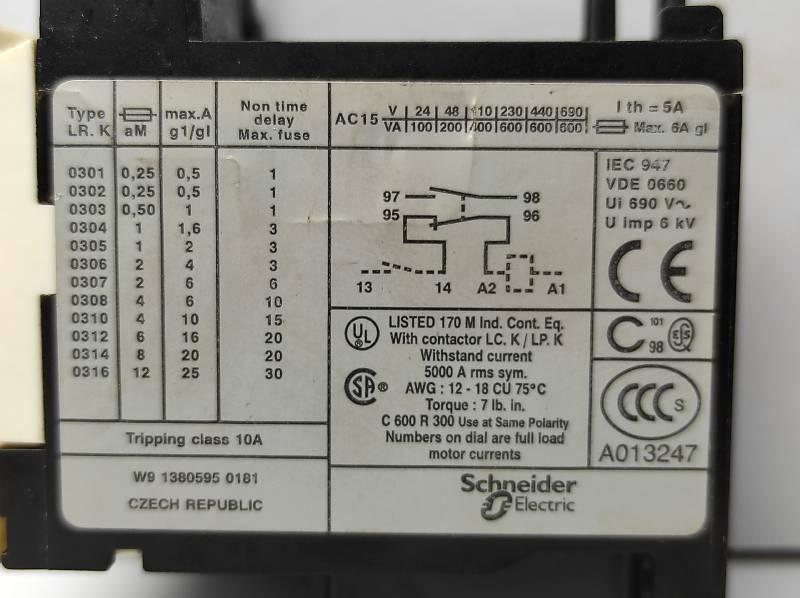 Type aM max.A Non time
LR. K g1/gl delay
Max. fuse
0301 0,25 0,5 1
0302 0,25 0,5 1
0303 0,50 1 1
0304 1 1,6 3
0305 1 2 3
0306 2 4 3
0307 2 6 6
0308 4 6 10
0310 4 10 15
0312 6 16 20
0314 8 20 20
0316 12 25 30
Tripping class 10A
W9 1380595 0181
CZECH REPUBLIC
AC15 V 24 48 110 230 440 690
VA 100 200 400 600 600 600
I th = 5A
Max. 6A gl
97 98
95 96
13 14 A2 A1
IEC 947
VDE 0660
Ui 690 V~
U imp 6 kV
CE
UL
LISTED 170 M Ind. Cont. Eq.
With contactor LC. K / LP. K
Withstand current
5000 A rms sym.
SA®
AWG : 12 - 18 CU 75°C
Torque : 7 lb. in.
C 600 R 300 Use at Same Polarity
Numbers on dial are full load
motor currents
C 101
98
CCC S
A013247
Schneider
Electric